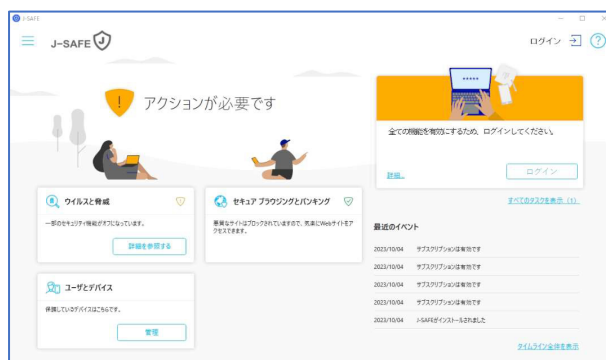 J-SAFE
J-SAFE
ログイン
アクションが必要です
全ての機能を有効にするため、ログインしてください。
詳細...
ログイン
すべてのタスクを表示 (1)
ウイルスと脅威
一部のセキュリティ機能がオフになっています。
詳細を参照する
セキュア ブラウジングとバンキング
悪質なサイトはブロックされていますので、気楽にWebサイトをア
クセスできます。
最近のイベント
2023/10/04 サブスクリプションは有効です
2023/10/04 サブスクリプションは有効です
2023/10/04 サブスクリプションは有効です
2023/10/04 サブスクリプションは有効です
2023/10/04 J-SAFEがインストールされました
タイムライン全体を表示
ユーザとデバイス
保護しているデバイスはこちらです。
管理